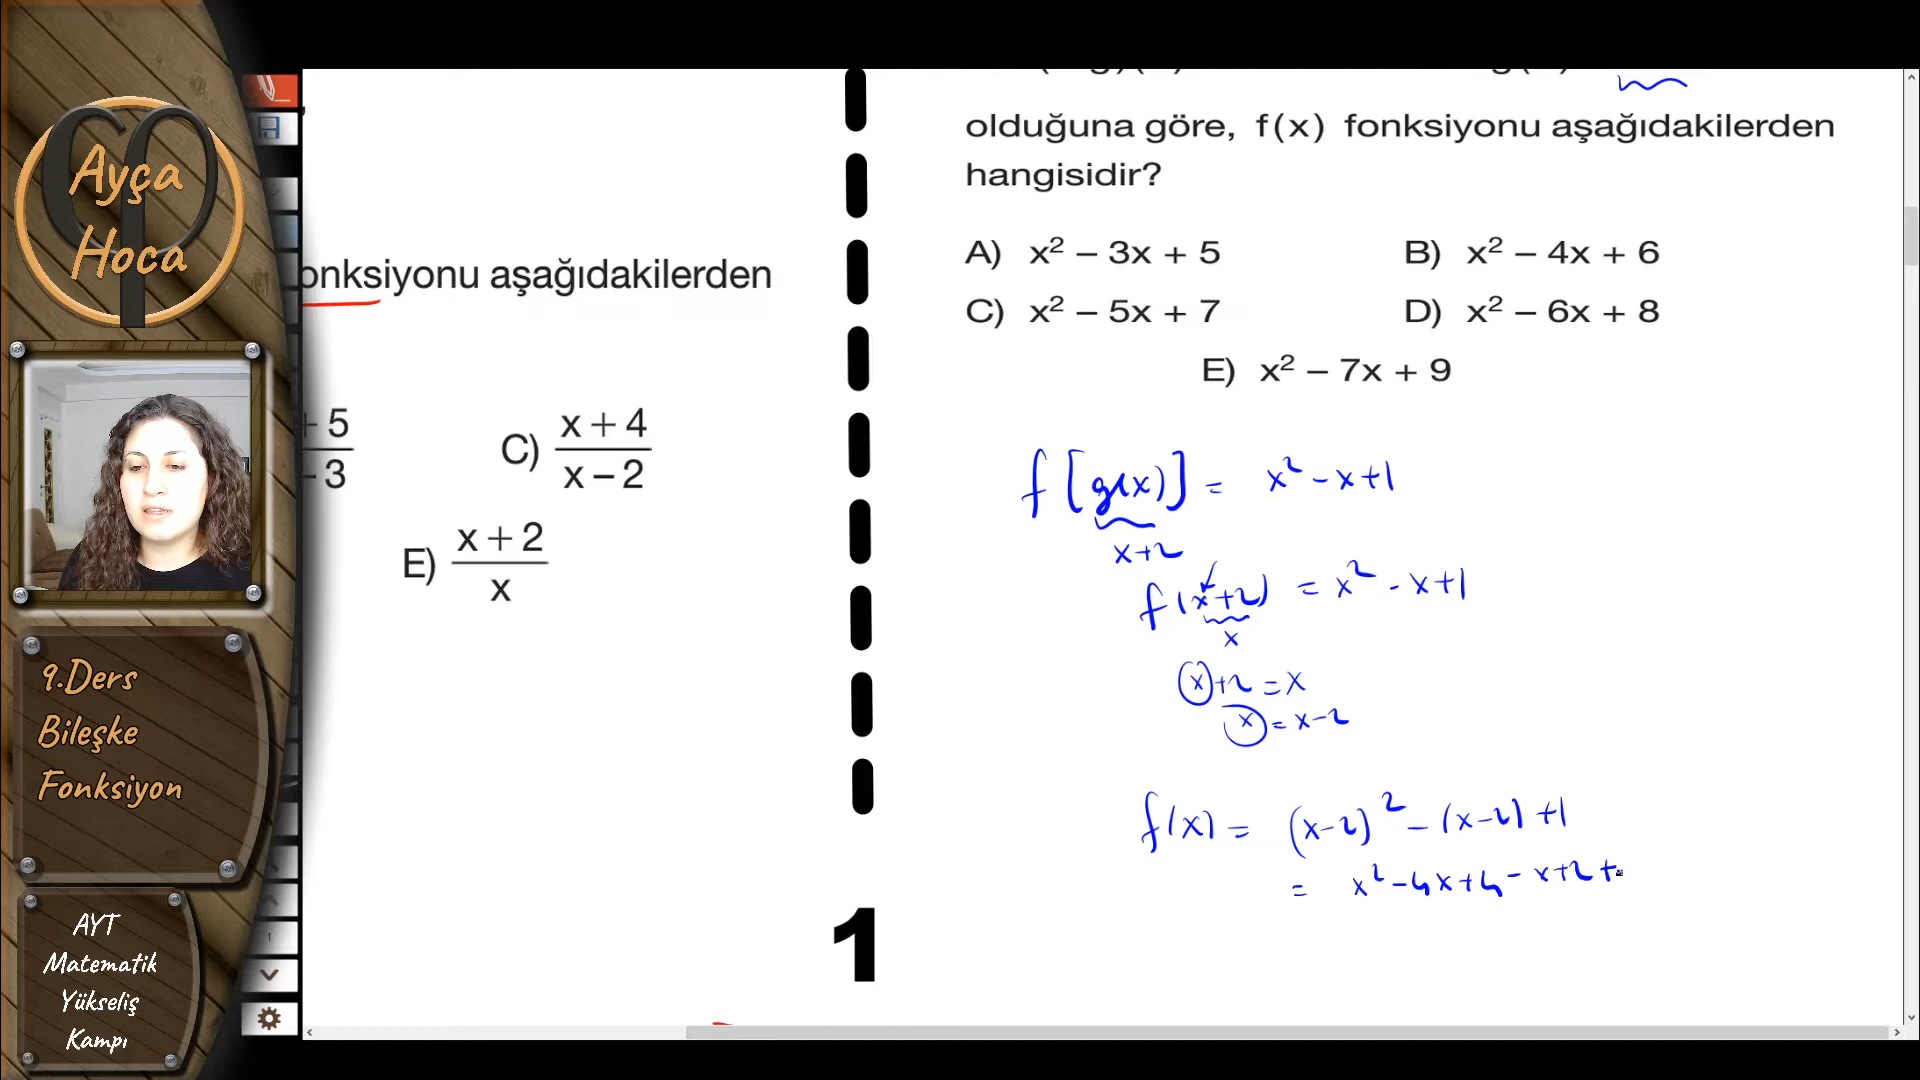 Ayça
Hoca
9.Ders
Bileşke
Fonksiyon
AYT
Matematik
Yükseliş
Kampı
onksiyonu aşağıdakilerden
+ 5
- 3
C) x + 4
x - 2
E) x + 2
x
1
olduğuna göre, f(x) fonksiyonu aşağıdakilerden
hangisidir?
A) x² - 3x + 5 B) x² - 4x + 6
C) x² - 5x + 7 D) x² - 6x + 8
E) x² - 7x + 9
f[g(x)] = x² - x+1
x+2
f(x+2) = x² - x+1
x
x+2 = x
x = x-2
f(x) = (x-2)² - (x-2) +1
= x² - 4x + 4 - x+2 +